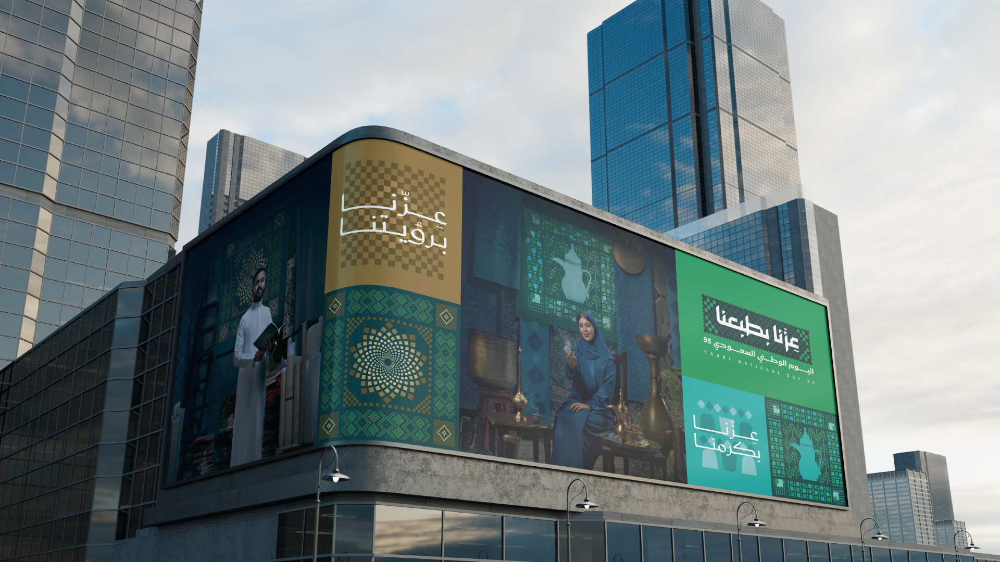 عِزّنا
برؤيتنا
عِزّنا بطبعنا
اليوم الوطني السعودي 95
SAUDI NATIONAL DAY 95
عِزّنا
بكرمنا